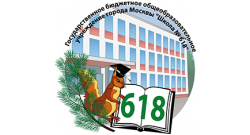 Государственное бюджетное общеобразовательное
учреждение города Москвы "Школа № 618"
618